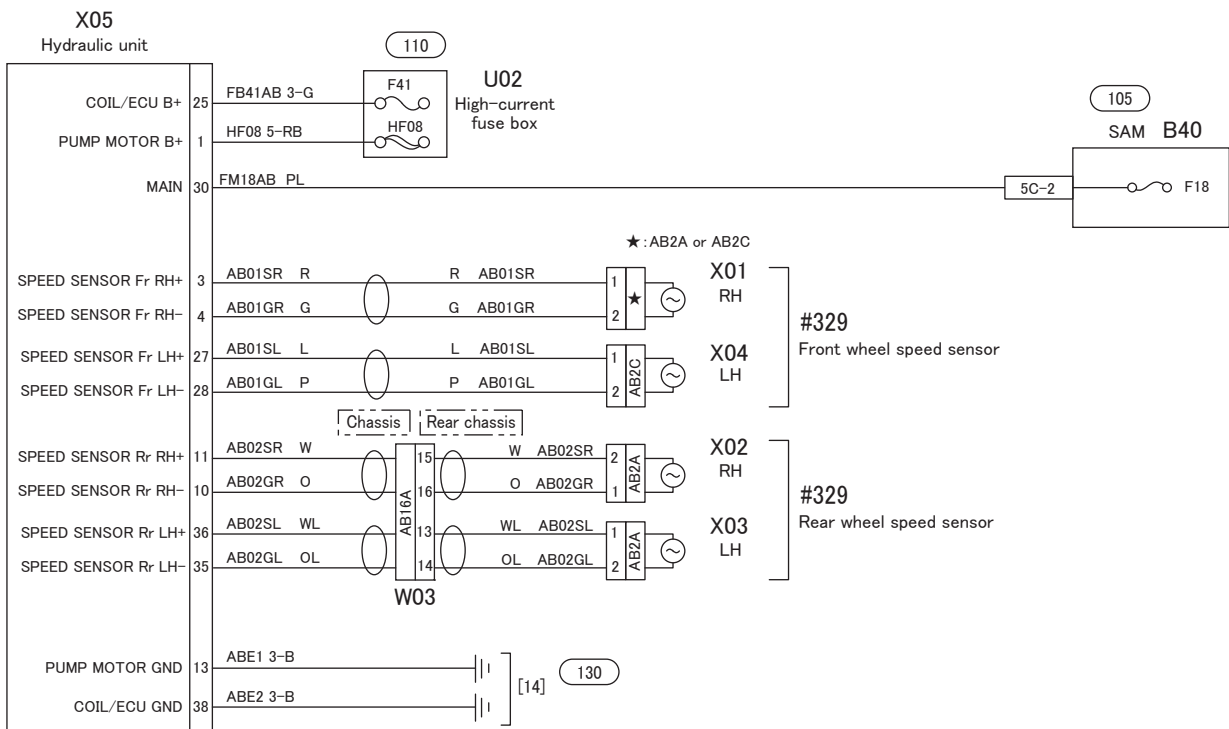 X05
Hydraulic unit
110
U02
High-current
fuse box
COIL/ECU B+ 25 FB41AB 3-G F41
PUMP MOTOR B+ 1 HF08 5-RB HF08
105
SAM B40
MAIN 30 FM18AB PL 5C-2 F18
★:AB2A or AB2C
SPEED SENSOR Fr RH+ 3 AB01SR R R AB01SR 1 ★ X01
RH
SPEED SENSOR Fr RH- 4 AB01GR G G AB01GR 2
#329
Front wheel speed sensor
SPEED SENSOR Fr LH+ 27 AB01SL L L AB01SL 1 AB2C X04
LH
SPEED SENSOR Fr LH- 28 AB01GL P P AB01GL 2
Chassis Rear chassis
SPEED SENSOR Rr RH+ 11 AB02SR W AB16A 15 W AB02SR 2 AB2A X02
RH
SPEED SENSOR Rr RH- 10 AB02GR O 16 O AB02GR 1
#329
Rear wheel speed sensor
SPEED SENSOR Rr LH+ 36 AB02SL WL 13 WL AB02SL 1 AB2A X03
LH
SPEED SENSOR Rr LH- 35 AB02GL OL 14 OL AB02GL 2
W03
PUMP MOTOR GND 13 ABE1 3-B
[14] 130
COIL/ECU GND 38 ABE2 3-B